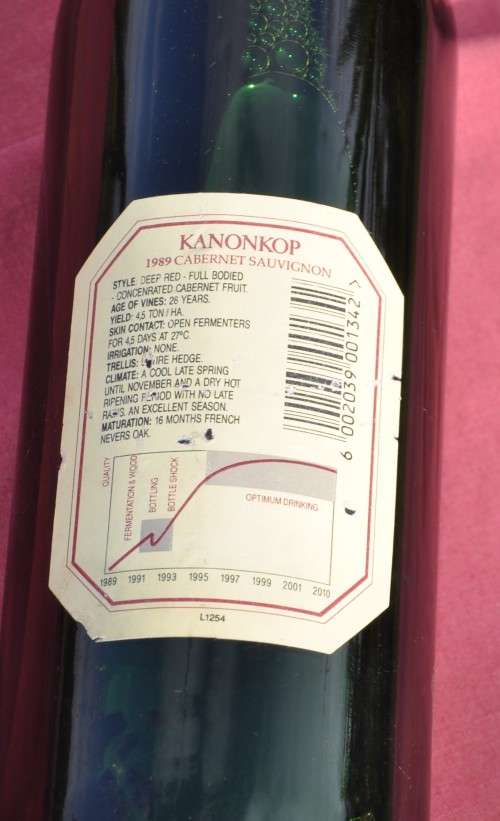 KANONKOP
1989 CABERNET SAUVIGNON
STYLE: DEEP RED - FULL BODIED
- CONCENRATED CABERNET FRUIT.
AGE OF VINES: 26 YEARS.
YIELD: 4,5 TON / HA.
SKIN CONTACT: OPEN FERMENTERS
FOR 4,5 DAYS AT 27°C.
IRRIGATION: NONE.
TRELLIS: WIRE HEDGE.
CLIMATE: A COOL LATE SPRING
UNTIL NOVEMBER AND A DRY HOT
RIPENING PERIOD WITH NO LATE
RAINS. AN EXCELLENT SEASON.
MATURATION: 16 MONTHS FRENCH
NEVERS OAK.
6 002039 001342 >
QUALITY
FERMENTATION & WOOD
BOTTLING
BOTTLE SHOCK
OPTIMUM DRINKING
1989 1991 1993 1995 1997 1999 2001 2010
L1254